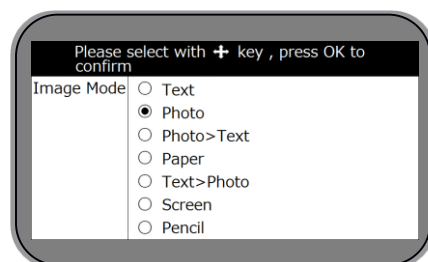 Please select with ✚ key , press OK to
confirm
Image Mode
Text
Photo
Photo>Text
Paper
Text>Photo
Screen
Pencil